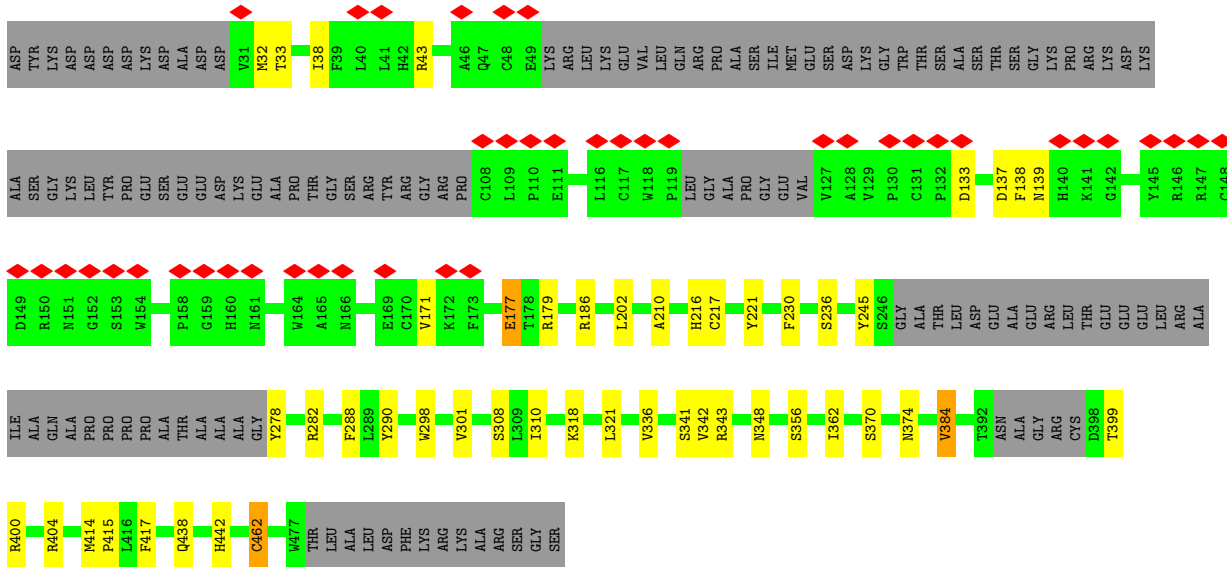 ASP TYR LYS ASP ASP ASP ASP LYS ASP ALA ASP ASP V31 M32 T33 I38 F39 L40 L41 H42 R43 A46 Q47 C48 E49 LYS ARG LEU LYS GLU VAL LEU GLN ARG PRO ALA SER ILE MET GLU SER ASP LYS GLY TRP THR SER ALA SER THR SER GLY LYS PRO ARG LYS ASP LYS
ALA SER GLY LYS LEU TYR PRO GLU SER GLU GLU ASP LYS GLU ALA PRO THR GLY SER ARG TYR ARG GLY ARG PRO C108 L109 P110 E111 L116 C117 W118 P119 LEU GLY ALA PRO GLY GLU VAL V127 A128 V129 P130 C131 P132 D133 D137 F138 N139 H140 K141 G142 Y145 R146 R147 C148
D149 R150 N151 G152 S153 W154 P158 G159 H160 N161 W164 A165 N166 E169 C170 V171 K172 F173 E177 T178 R179 R186 L202 A210 H216 C217 Y221 F230 S236 Y245 S246 GLY ALA THR LEU ASP GLU ALA GLU ARG LEU THR GLU GLU GLU LEU ARG ALA
ILE ALA GLN ALA PRO PRO PRO PRO ALA THR ALA ALA ALA GLY Y278 R282 F288 L289 Y290 W298 V301 S308 L309 I310 K318 L321 V336 S341 V342 R343 N348 S356 I362 S370 N374 V384 T392 ASN ALA GLY ARG CYS D398 T399
R400 R404 M414 P415 L416 F417 Q438 H442 C462 W477 THR LEU ALA LEU ASP PHE LYS ARG LYS ALA ARG SER GLY SER